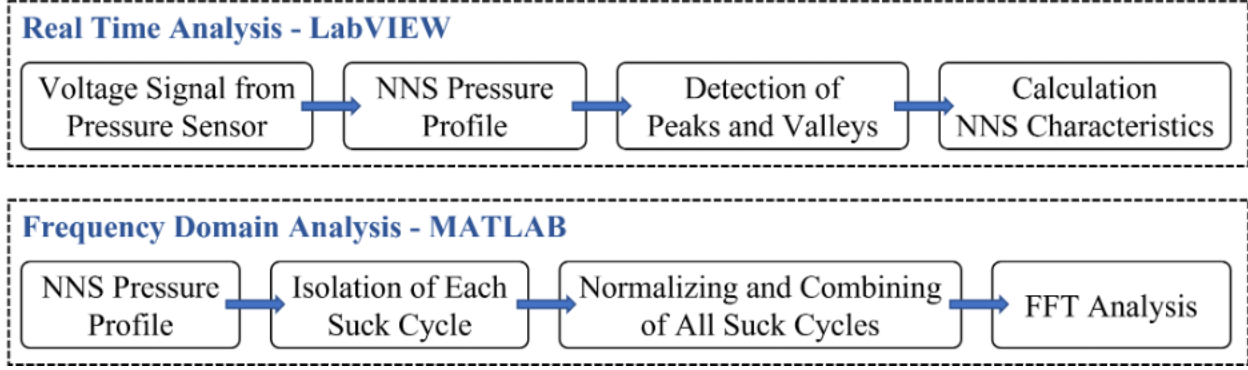 Real Time Analysis - LabVIEW
Voltage Signal from
Pressure Sensor
NNS Pressure
Profile
Detection of
Peaks and Valleys
Calculation
NNS Characteristics
Frequency Domain Analysis - MATLAB
NNS Pressure
Profile
Isolation of Each
Suck Cycle
Normalizing and Combining
of All Suck Cycles
FFT Analysis